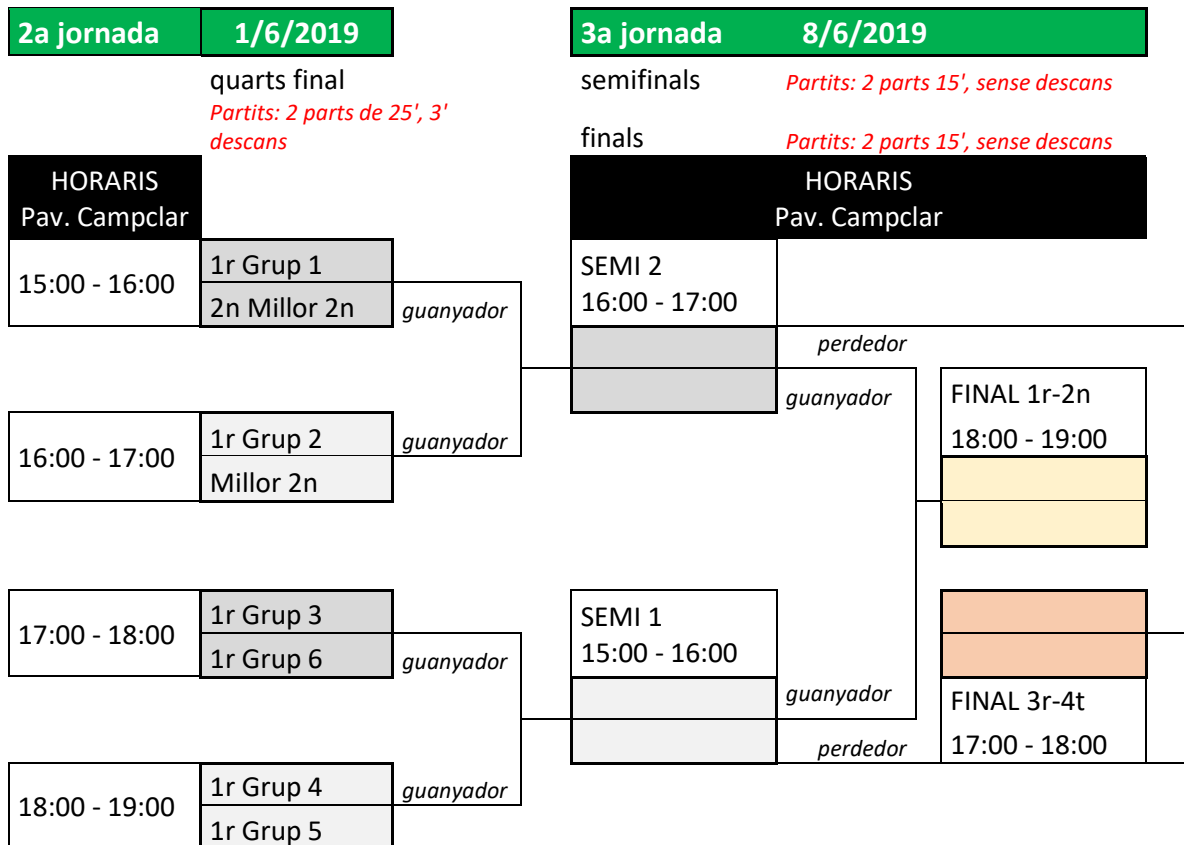 2a jornada 1/6/2019
quarts final
Partits: 2 parts de 25', 3'
descans
HORARIS
Pav. Campclar
15:00 - 16:00
1r Grup 1
2n Millor 2n
guanyador
16:00 - 17:00
1r Grup 2
Millor 2n
guanyador
17:00 - 18:00
1r Grup 3
1r Grup 6
guanyador
18:00 - 19:00
1r Grup 4
1r Grup 5
guanyador
3a jornada 8/6/2019
semifinals Partits: 2 parts 15', sense descans
finals Partits: 2 parts 15', sense descans
HORARIS
Pav. Campclar
SEMI 2
16:00 - 17:00
perdedor
guanyador
SEMI 1
15:00 - 16:00
guanyador
perdedor
FINAL 1r-2n
18:00 - 19:00
FINAL 3r-4t
17:00 - 18:00